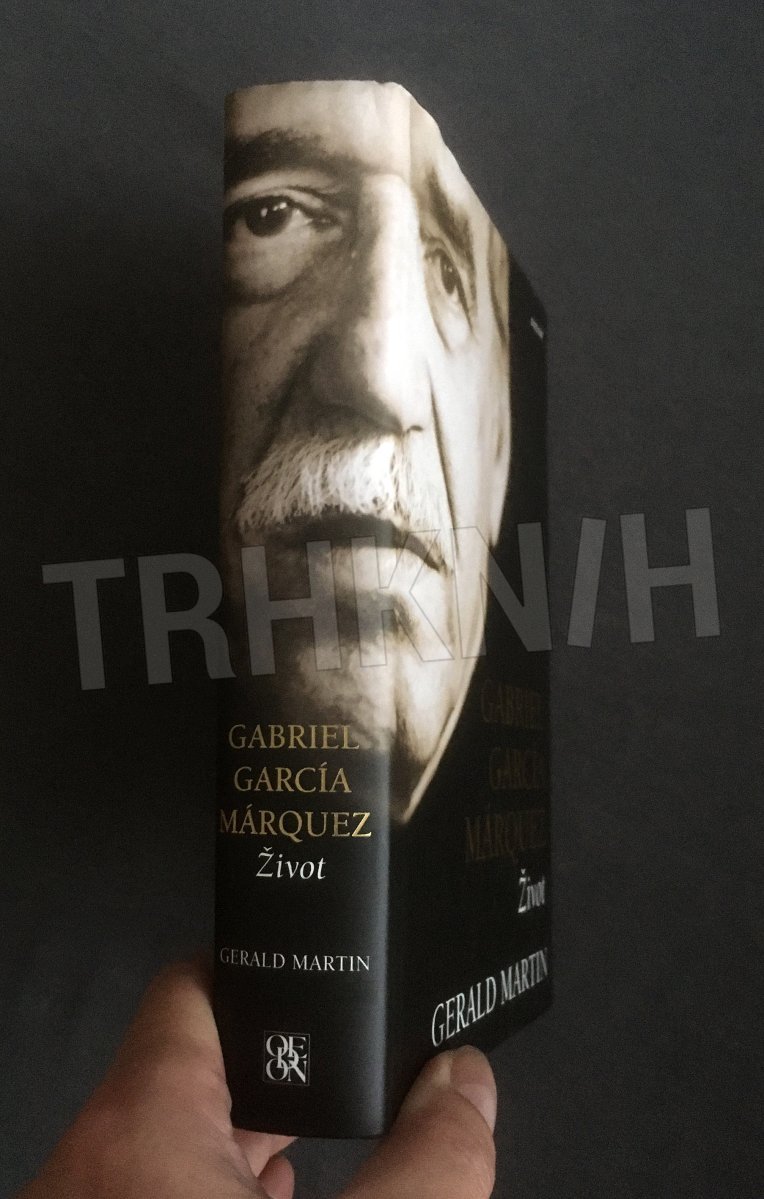 GABRIEL
GARCÍA
MÁRQUEZ
Život
GERALD MARTIN
ODEON
GABRIEL
GARCÍA
MÁRQUEZ
Život
GERALD MARTIN
TRHKNIH